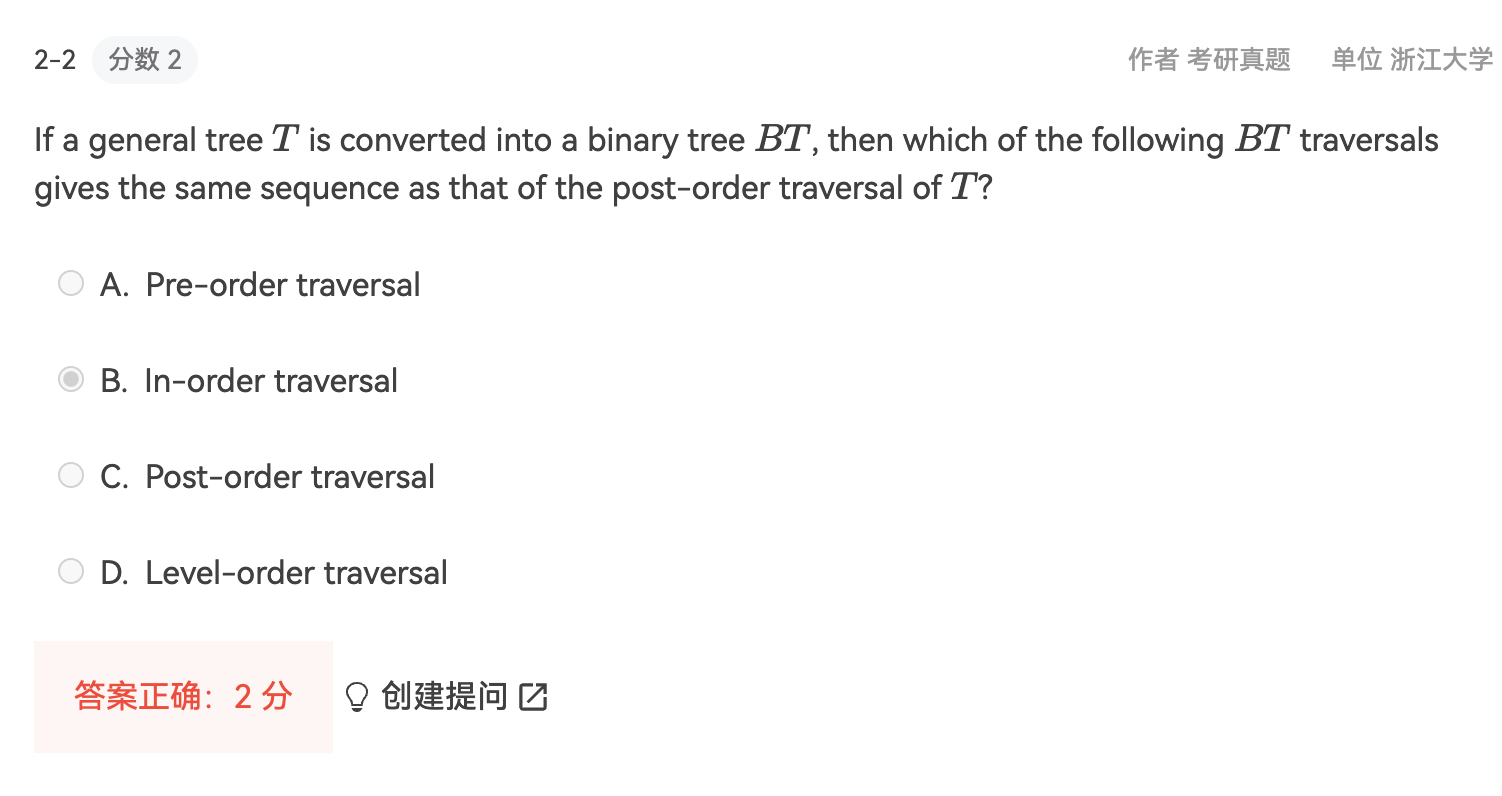 2-2 分数 2 作者 考研真题 单位 浙江大学
If a general tree T is converted into a binary tree BT, then which of the following BT traversals
gives the same sequence as that of the post-order traversal of T?
A. Pre-order traversal
B. In-order traversal
C. Post-order traversal
D. Level-order traversal
答案正确：2 分 创建提问